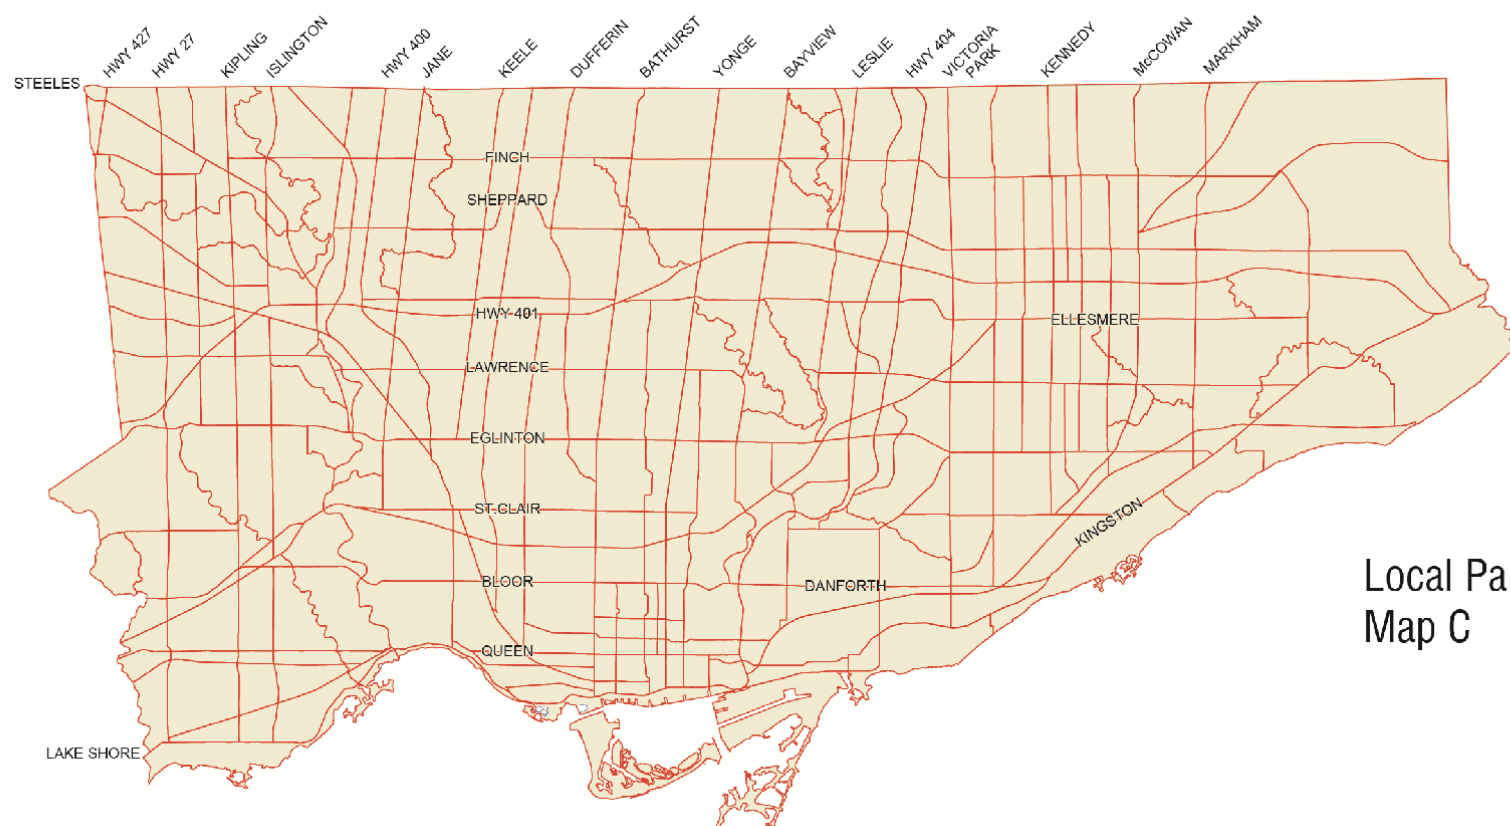 HWY 427
HWY 27
KIPLING
ISLINGTON
HWY 400
JANE
KEELE
DUFFERIN
BATHURST
YONGE
BAYVIEW
LESLIE
HWY 404
VICTORIA
PARK
KENNEDY
McCOWAN
MARKHAM
STEELES
FINCH
SHEPPARD
HWY 401
ELLESMERE
LAWRENCE
EGLINTON
ST.CLAIR
KINGSTON
BLOOR
DANFORTH
Local Pa
Map C
QUEEN
LAKE SHORE